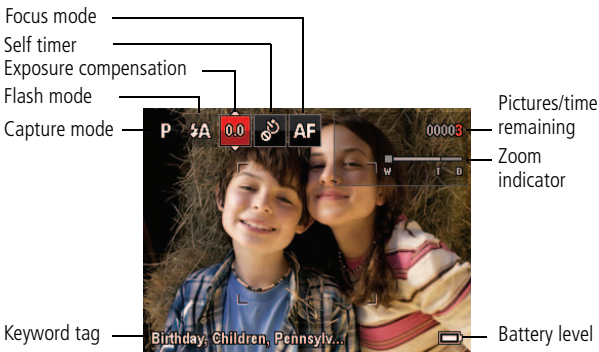 Focus mode
Self timer
Exposure compensation
Flash mode
Capture mode
P
A
0.0
AF
00003
W T D
Pictures/time
remaining
Zoom
indicator
Keyword tag
Birthday, Children, Pennsylv...
Battery level